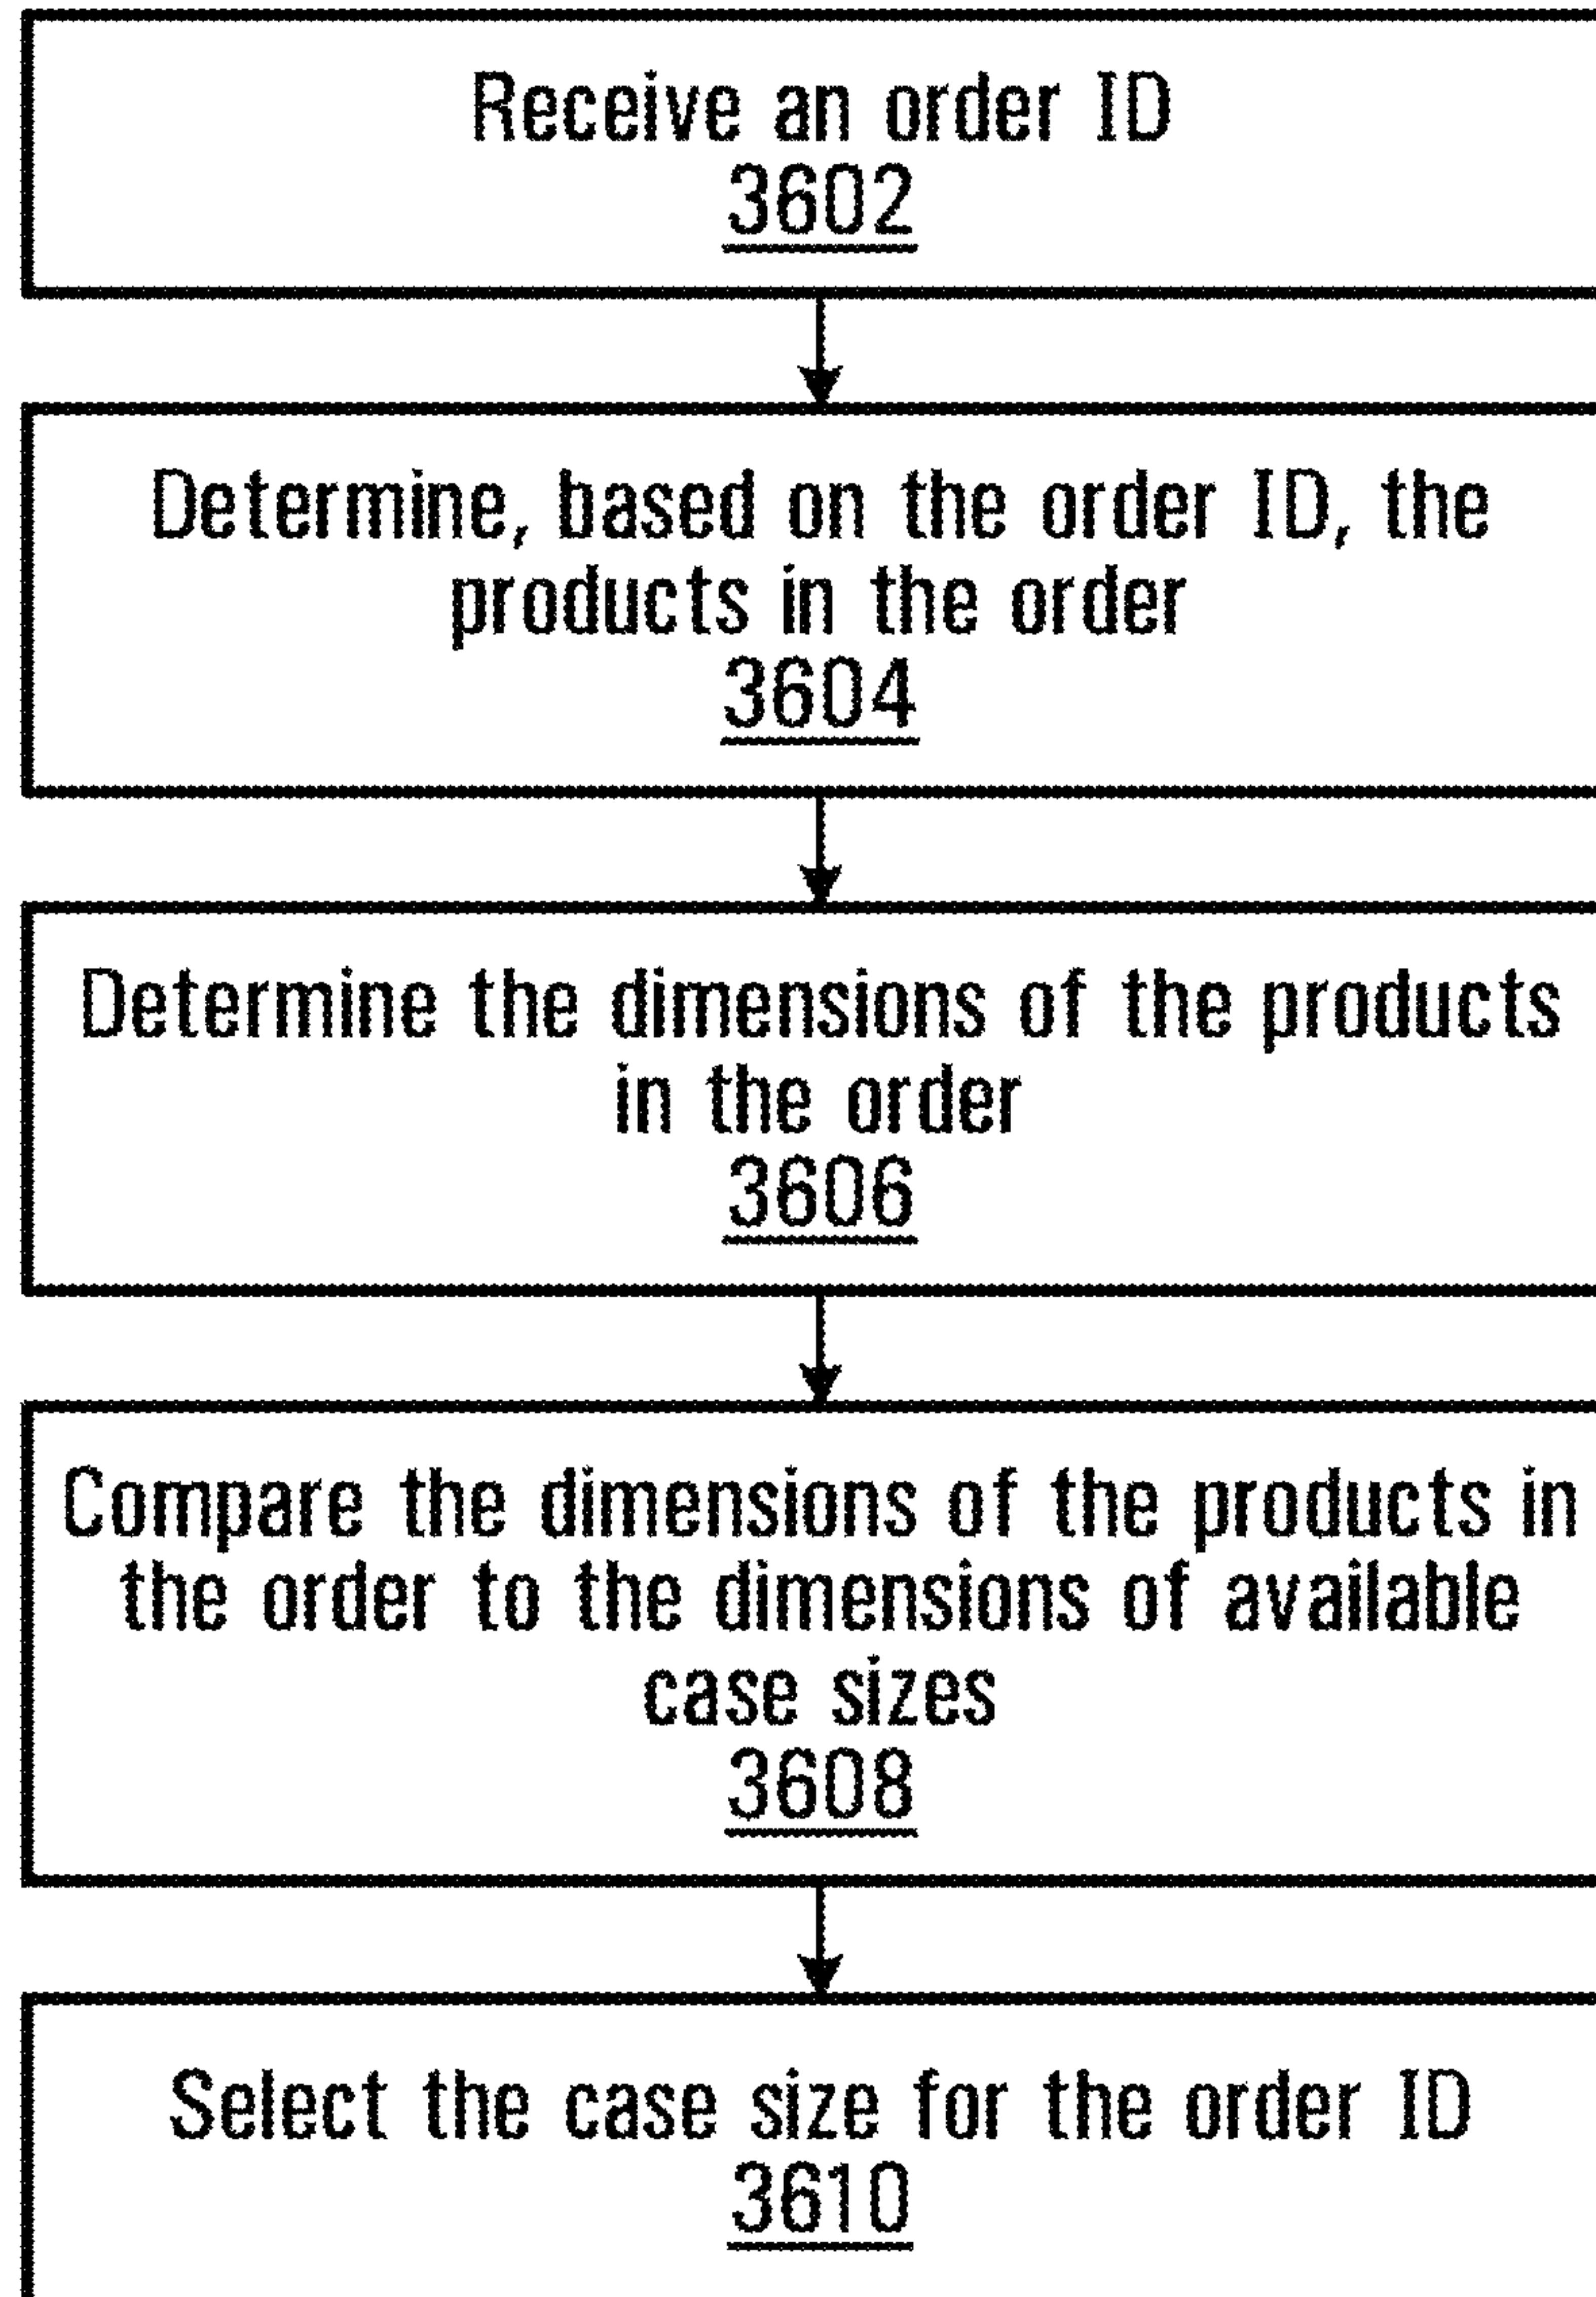 Receive an order ID
3602
Determine, based on the order ID, the
products in the order
3604
Determine the dimensions of the products
in the order
3606
Compare the dimensions of the products in
the order to the dimensions of available
case sizes
3608
Select the case size for the order ID
3610